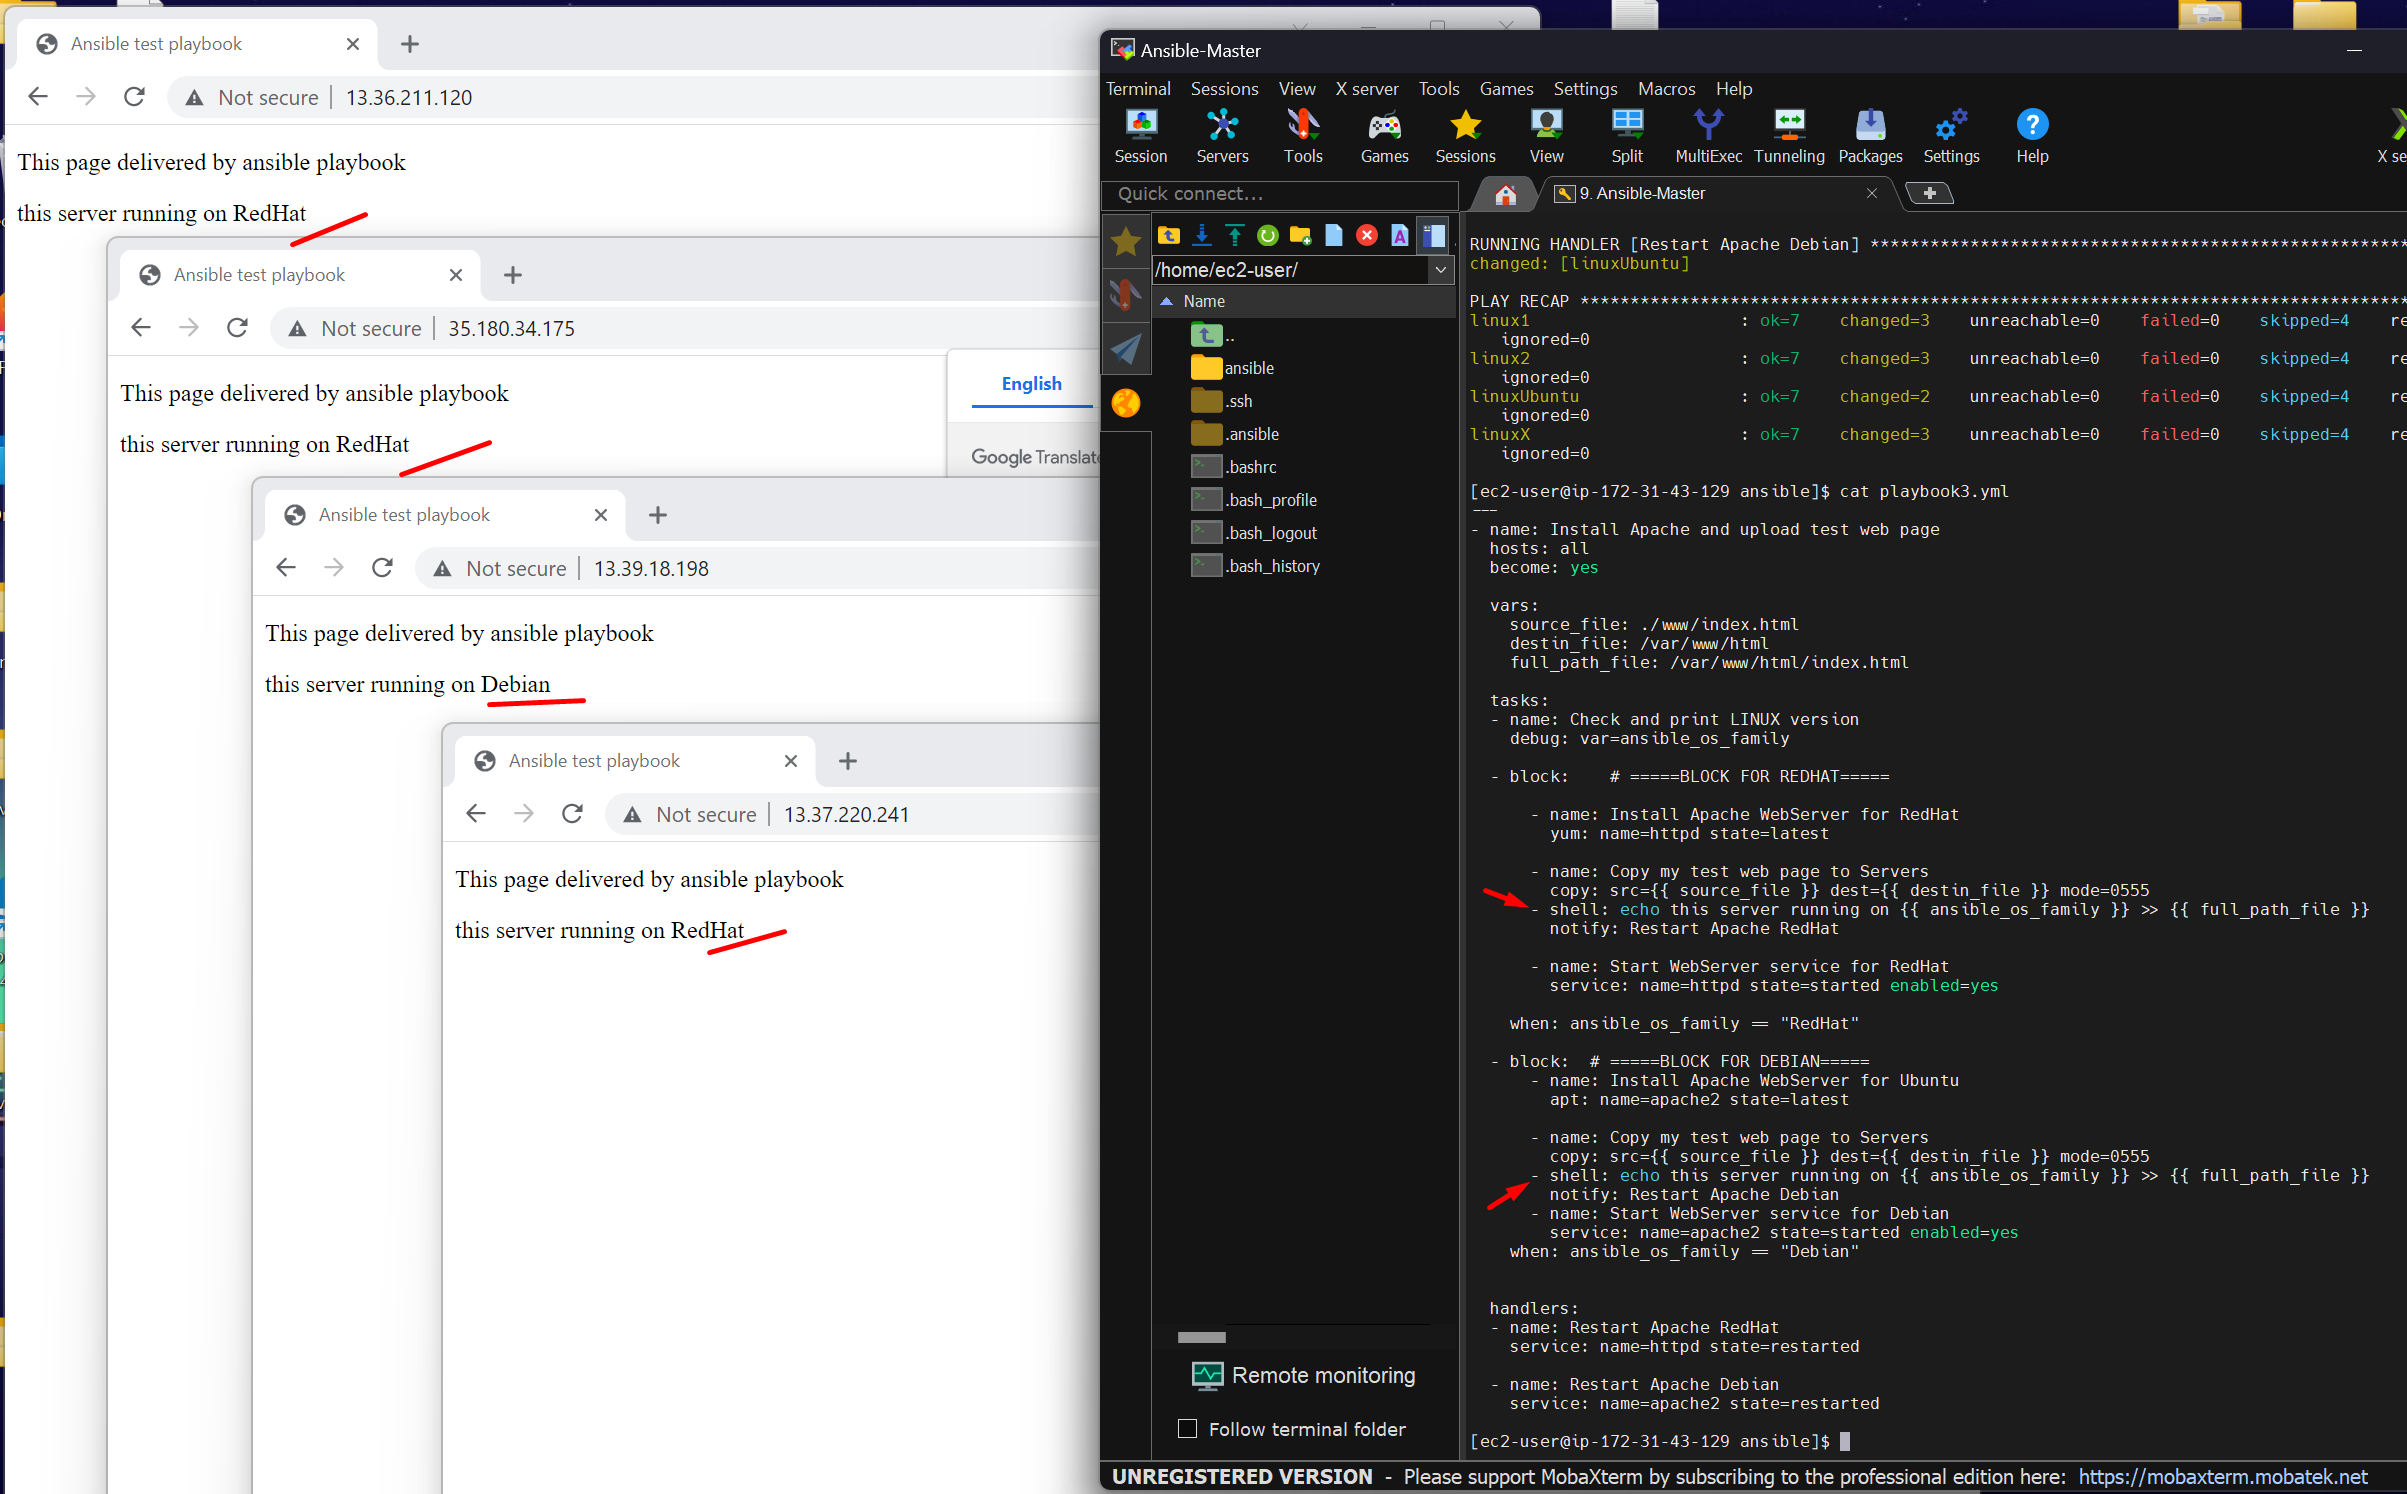 Ansible test playbook
Not secure
13.36.211.120
This page delivered by ansible playbook
this server running on RedHat
Ansible test playbook
Not secure
35.180.34.175
This page delivered by ansible playbook
this server running on RedHat
English
Google Translate
Ansible test playbook
Not secure
13.39.18.198
This page delivered by ansible playbook
this server running on Debian
Ansible test playbook
Not secure
13.37.220.241
This page delivered by ansible playbook
this server running on RedHat
Ansible-Master
Terminal Sessions View X server Tools Games Settings Macros Help
Session Servers Tools Games Sessions View Split MultiExec Tunneling Packages Settings Help X se
Quick connect...
9. Ansible-Master
/home/ec2-user/
Name
..
ansible
.ssh
.ansible
.bashrc
.bash_profile
.bash_logout
.bash_history
Remote monitoring
Follow terminal folder
RUNNING HANDLER [Restart Apache Debian] ******************************************************
changed: [linuxUbuntu]
PLAY RECAP ***********************************************************************************
linux1 : ok=7 changed=3 unreachable=0 failed=0 skipped=4 re
ignored=0
linux2 : ok=7 changed=3 unreachable=0 failed=0 skipped=4 re
ignored=0
linuxUbuntu : ok=7 changed=2 unreachable=0 failed=0 skipped=4 re
ignored=0
linuxX : ok=7 changed=3 unreachable=0 failed=0 skipped=4 re
ignored=0
[ec2-user@ip-172-31-43-129 ansible]$ cat playbook3.yml
---
- name: Install Apache and upload test web page
hosts: all
become: yes
vars:
source_file: ./www/index.html
destin_file: /var/www/html
full_path_file: /var/www/html/index.html
tasks:
- name: Check and print LINUX version
debug: var=ansible_os_family
- block: # =====BLOCK FOR REDHAT=====
- name: Install Apache WebServer for RedHat
yum: name=httpd state=latest
- name: Copy my test web page to Servers
copy: src={{ source_file }} dest={{ destin_file }} mode=0555
- shell: echo this server running on {{ ansible_os_family }} >> {{ full_path_file }}
notify: Restart Apache RedHat
- name: Start WebServer service for RedHat
service: name=httpd state=started enabled=yes
when: ansible_os_family == "RedHat"
- block: # =====BLOCK FOR DEBIAN=====
- name: Install Apache WebServer for Ubuntu
apt: name=apache2 state=latest
- name: Copy my test web page to Servers
copy: src={{ source_file }} dest={{ destin_file }} mode=0555
- shell: echo this server running on {{ ansible_os_family }} >> {{ full_path_file }}
notify: Restart Apache Debian
- name: Start WebServer service for Debian
service: name=apache2 state=started enabled=yes
when: ansible_os_family == "Debian"
handlers:
- name: Restart Apache RedHat
service: name=httpd state=restarted
- name: Restart Apache Debian
service: name=apache2 state=restarted
[ec2-user@ip-172-31-43-129 ansible]$
UNREGISTERED VERSION - Please support MobaXterm by subscribing to the professional edition here: https://mobaxterm.mobatek.net